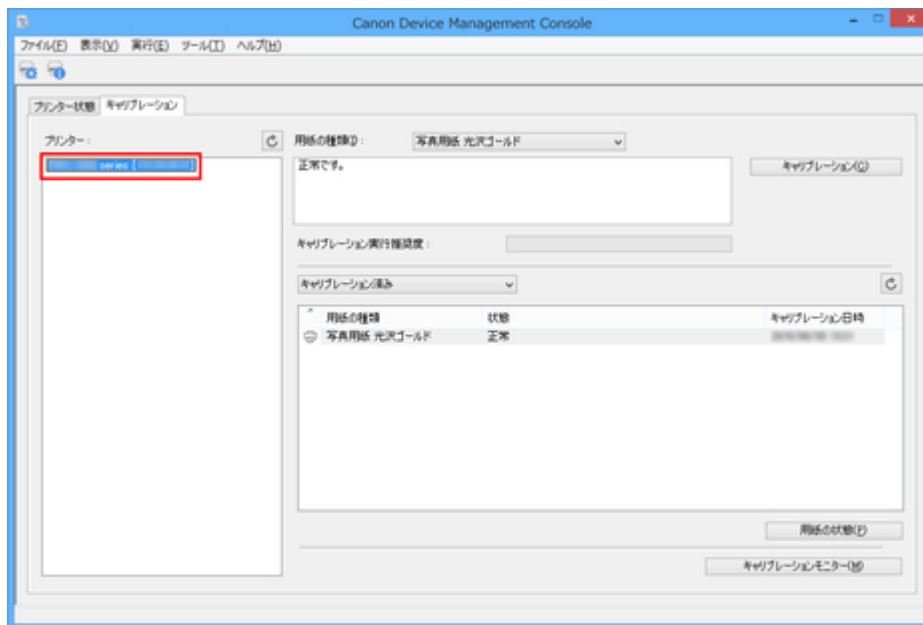 Canon Device Management Console
ファイル(F) 表示(V) 実行(E) ツール(T) ヘルプ(H)
プリンター状態 キャリブレーション
プリンター:
用紙の種類(I): 写真用紙 光沢ゴールド
series [
]
正常です。
キャリブレーション(C)
キャリブレーション実行推奨度:
キャリブレーション済み
用紙の種類 状態 キャリブレーション日時
写真用紙 光沢ゴールド 正常
用紙の状態(P)
キャリブレーションモニター(M)